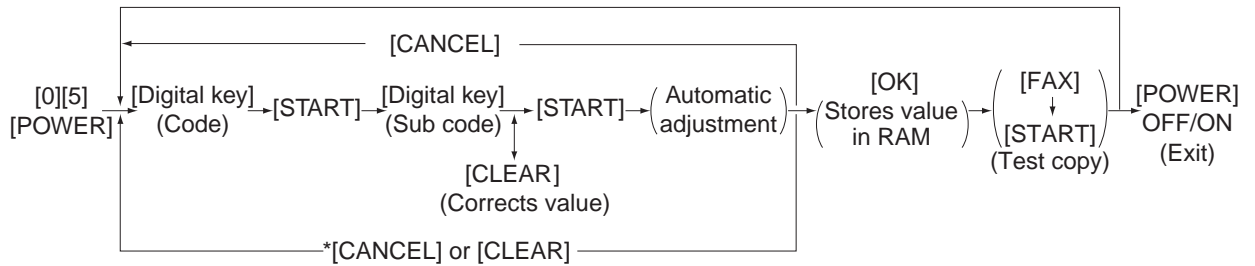 [CANCEL]
[0][5]
[POWER]
[Digital key]
(Code)
[START]
[Digital key]
(Sub code)
[CLEAR]
(Corrects value)
[START]
(Automatic
adjustment)
[OK]
(Stores value
in RAM)
([FAX]
[START])
(Test copy)
[POWER]
OFF/ON
(Exit)
*[CANCEL] or [CLEAR]